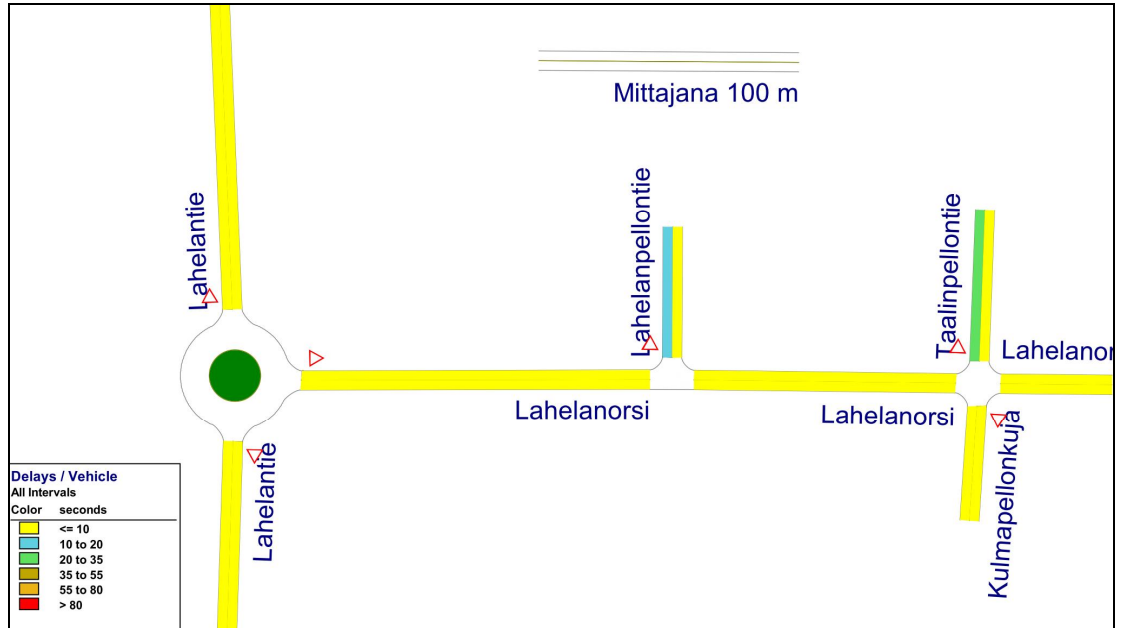 Mittajana 100 m
Lahelantie
Lahelanpellontie
Taalinpellontie
Lahelanor
Lahelanorsi
Lahelanorsi
Kulmapellonkuja
Lahelantie
Delays / Vehicle
All Intervals
Color seconds
<= 10
10 to 20
20 to 35
35 to 55
55 to 80
> 80